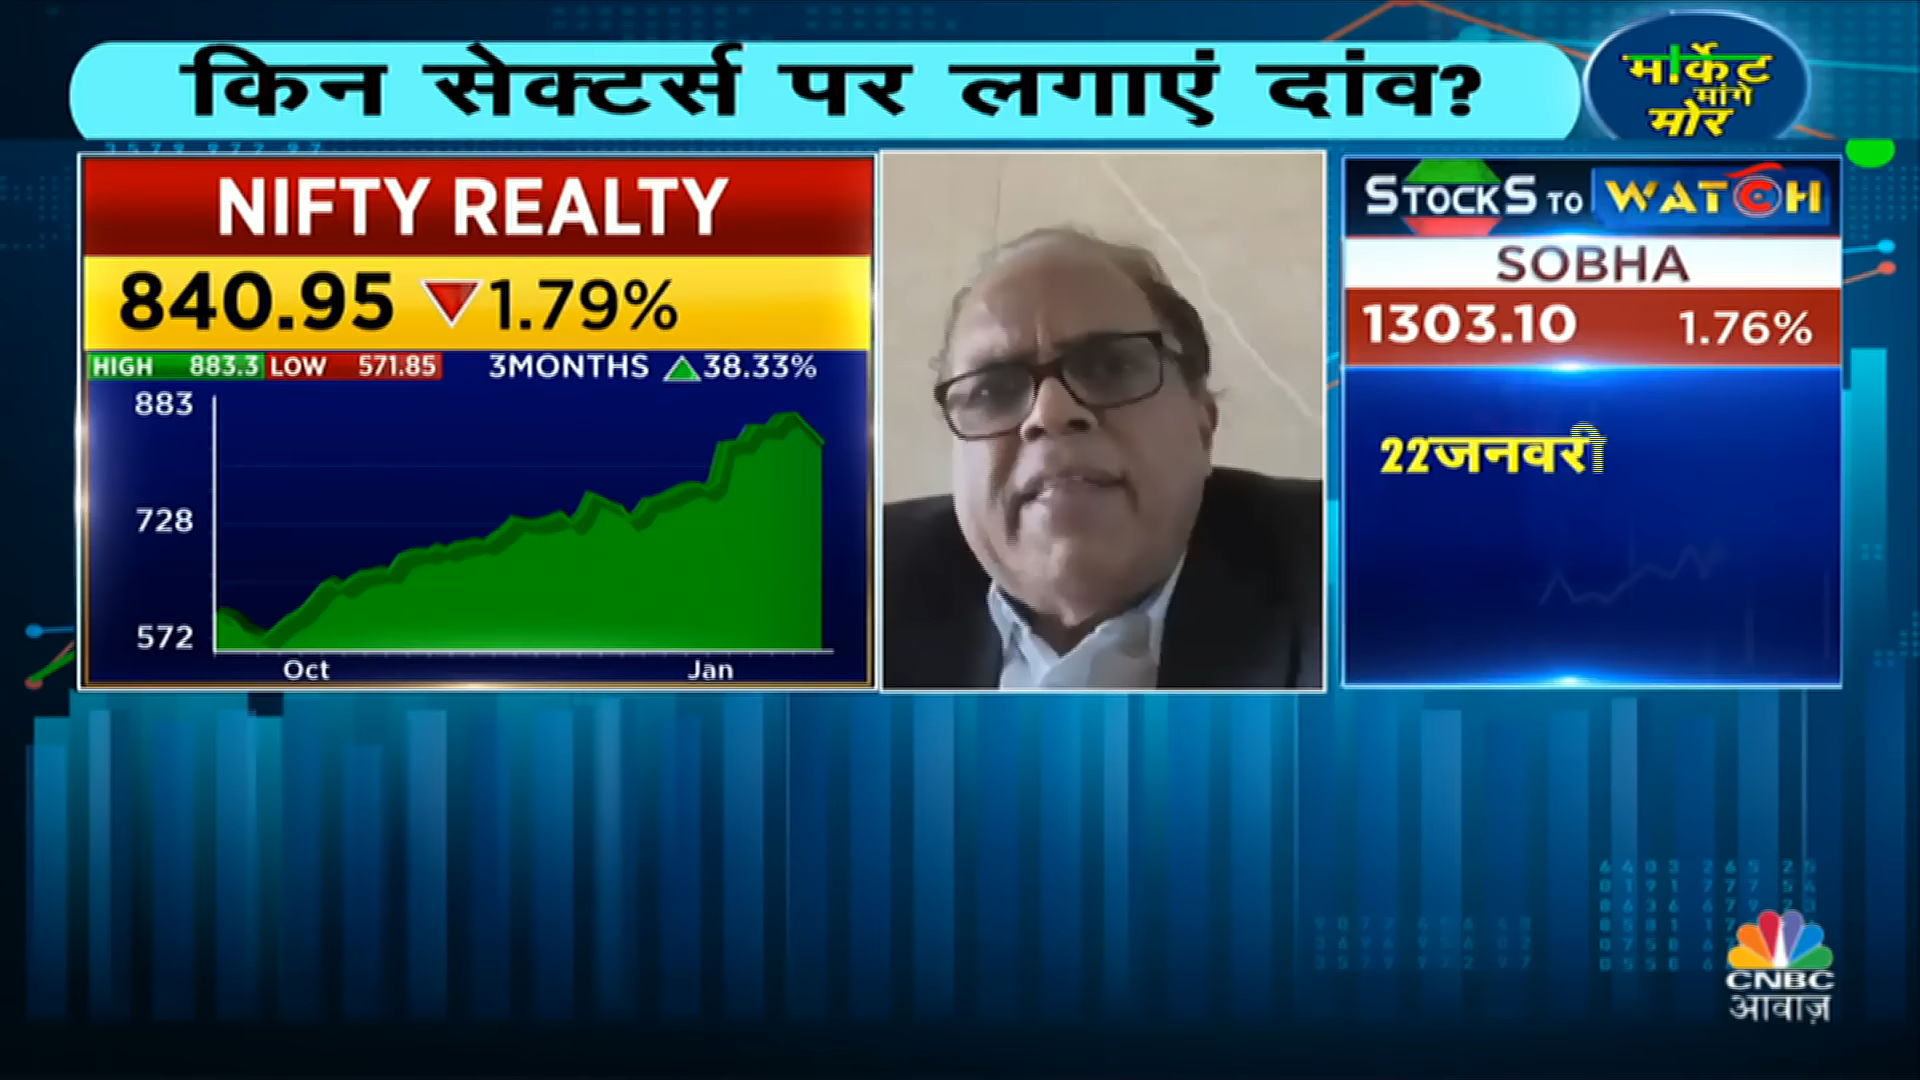 किन सेक्टर्स पर लगाएं दांव?
मार्केट
मांगे
मोर
NIFTY REALTY
840.95 1.79%
HIGH 883.3 LOW 571.85 3MONTHS 38.33%
883
728
572
Oct Jan
STOCKS TO WATCH
SOBHA
1303.10 1.76%
22जनवरी
CNBC
आवाज़